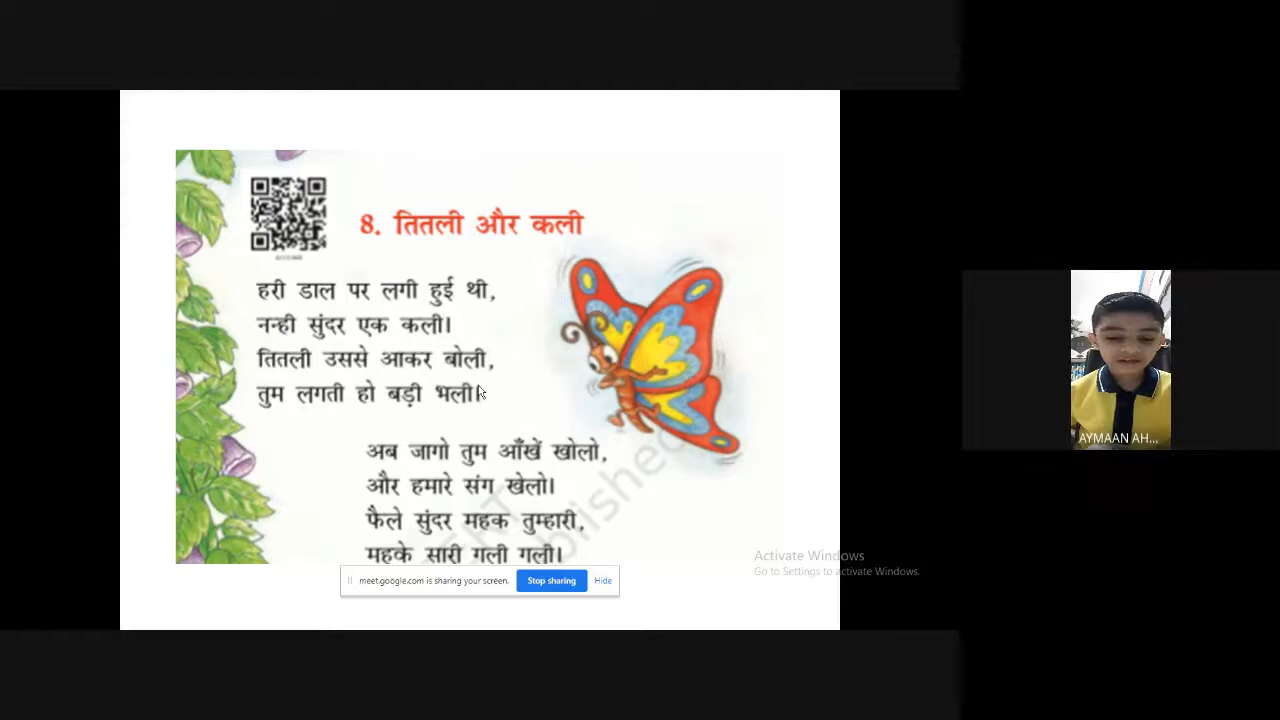 8. तितली और कली
हरी डाल पर लगी हुई थी,
नन्ही सुंदर एक कली।
तितली उससे आकर बोली,
तुम लगती हो बड़ी भली।
अब जागो तुम आँखें खोलो,
और हमारे संग खेलो।
फैले सुंदर महक तुम्हारी,
महके सारी गली गली।
meet.google.com is sharing your screen.
Stop sharing
Hide
Activate Windows
Go to Settings to activate Windows.
AYMAAN AH...